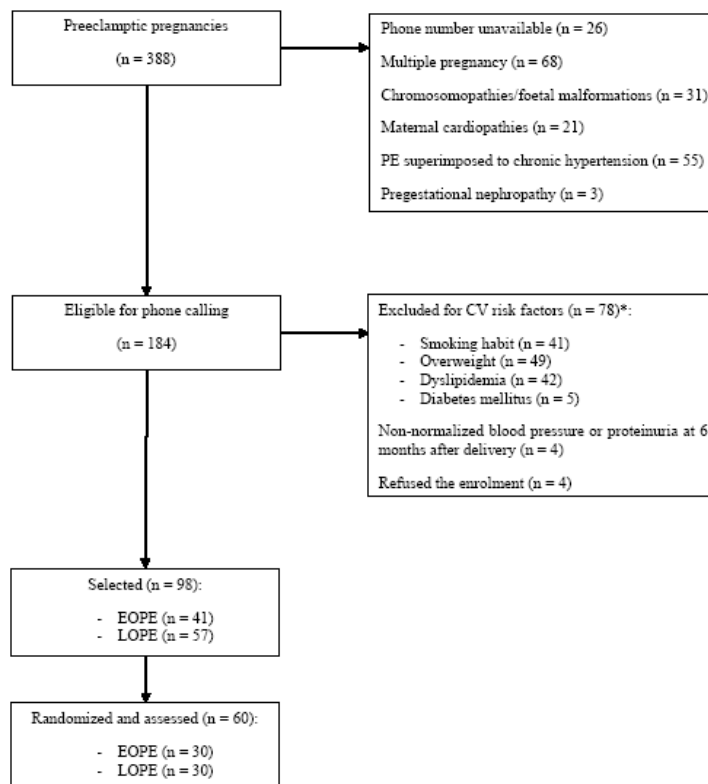 Preeclamptic pregnancies
(n = 388)
Phone number unavailable (n = 26)
Multiple pregnancy (n = 68)
Chromosomopathies/foetal malformations (n = 31)
Maternal cardiopathies (n = 21)
PE superimposed to chronic hypertension (n = 55)
Pregestational nephropathy (n = 3)
Eligible for phone calling
(n = 184)
Excluded for CV risk factors (n = 78)*:
- Smoking habit (n = 41)
- Overweight (n = 49)
- Dyslipidemia (n = 42)
- Diabetes mellitus (n = 5)
Non-normalized blood pressure or proteinuria at 6
months after delivery (n = 4)
Refused the enrolment (n = 4)
Selected (n = 98):
- EOPE (n = 41)
- LOPE (n = 57)
Randomized and assessed (n = 60):
- EOPE (n = 30)
- LOPE (n = 30)